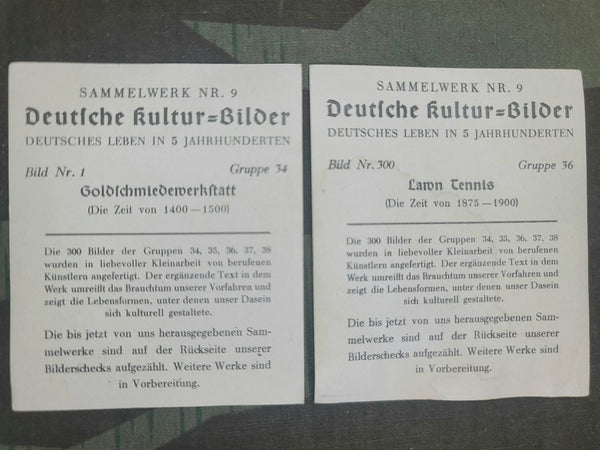 SAMMELWERK NR. 9
Deutſche Kultur=Bilder
DEUTSCHES LEBEN IN 5 JAHRHUNDERTEN
Bild Nr. 1 Gruppe 34
Goldſchmiedewerkſtatt
(Die Zeit von 1400—1500)
Die 300 Bilder der Gruppen 34, 35, 36, 37, 38
wurden in liebevoller Kleinarbeit von berufenen
Künstlern angefertigt. Der ergänzende Text in dem
Werk umreißt das Brauchtum unserer Vorfahren und
zeigt die Lebensformen, unter denen unser Dasein
sich kulturell gestaltete.
Die bis jetzt von uns herausgegebenen Sam-
melwerke sind auf der Rückseite unserer
Bilderschecks aufgezählt. Weitere Werke sind
in Vorbereitung.
SAMMELWERK NR. 9
Deutſche Kultur=Bilder
DEUTSCHES LEBEN IN 5 JAHRHUNDERTEN
Bild Nr. 300 Gruppe 36
Lawn Tennis
(Die Zeit von 1875—1900)
Die 300 Bilder der Gruppen 34, 35, 36, 37, 38
wurden in liebevoller Kleinarbeit von berufenen
Künstlern angefertigt. Der ergänzende Text in dem
Werk umreißt das Brauchtum unserer Vorfahren und
zeigt die Lebensformen, unter denen unser Dasein
sich kulturell gestaltete.
Die bis jetzt von uns herausgegebenen Sam-
melwerke sind auf der Rückseite unserer
Bilderschecks aufgezählt. Weitere Werke sind
in Vorbereitung.